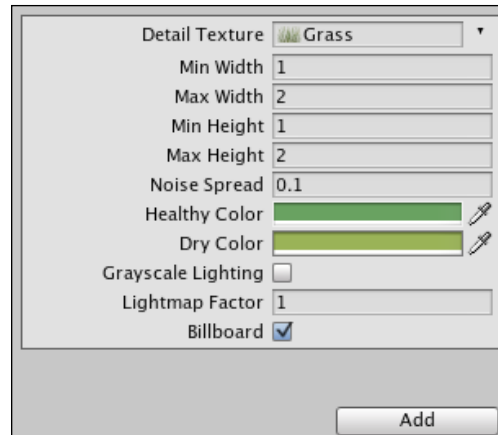 Detail Texture Grass
Min Width 1
Max Width 2
Min Height 1
Max Height 2
Noise Spread 0.1
Healthy Color
Dry Color
Grayscale Lighting
Lightmap Factor 1
Billboard
Add